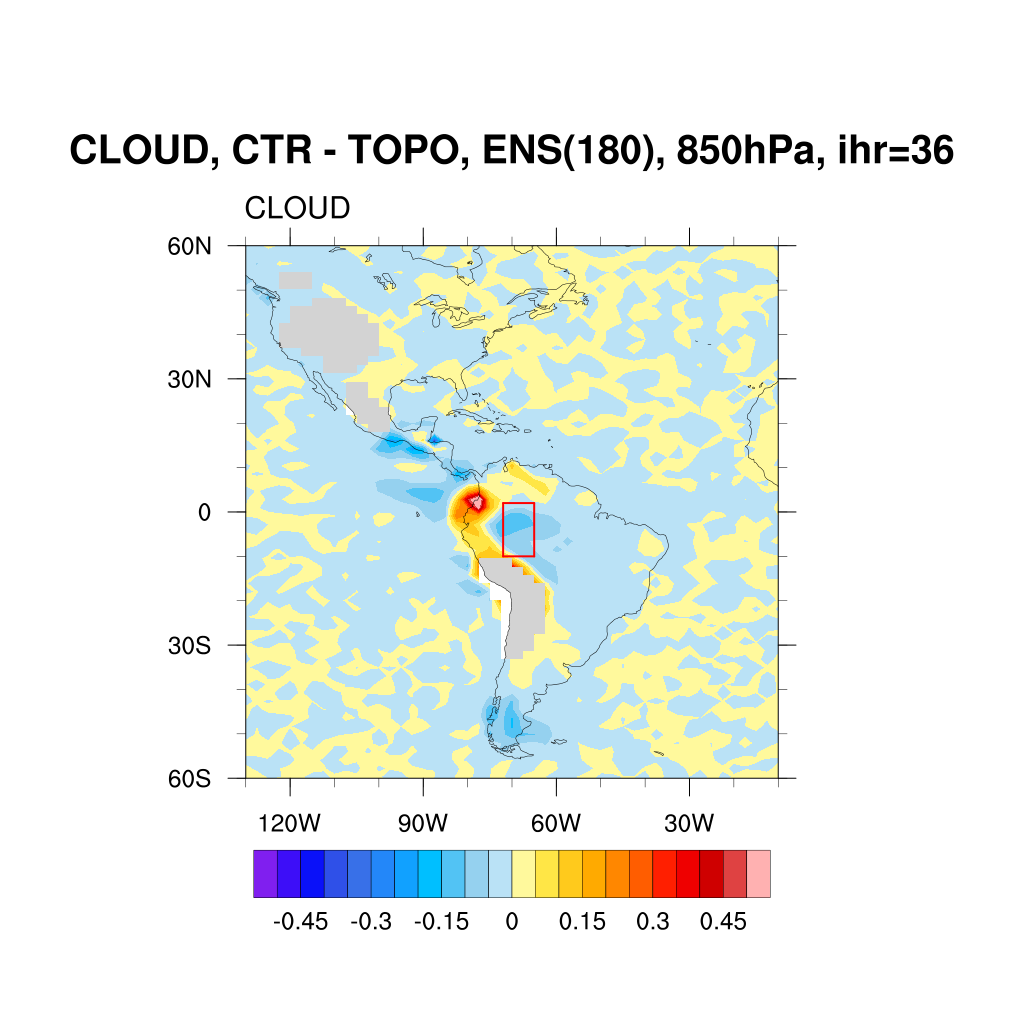 CLOUD, CTR - TOPO, ENS(180), 850hPa, ihr=36
CLOUD
60N
30N
0
30S
60S
120W 90W 60W 30W
-0.45 -0.3 -0.15 0 0.15 0.3 0.45